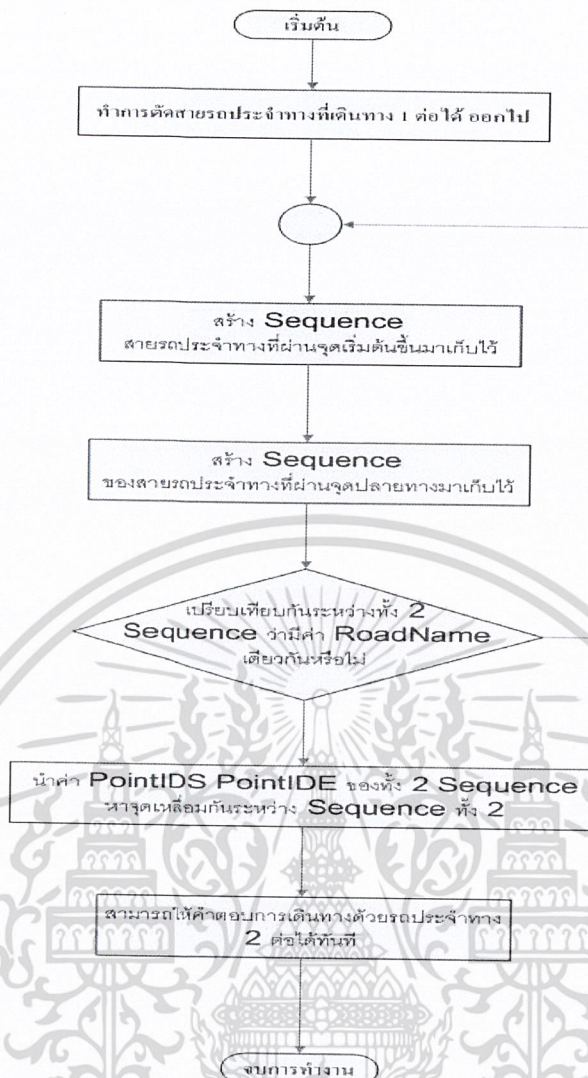 เริ่มต้น
ทำการตัดสายรถประจำทางที่เดินทาง 1 ต่อได้ ออกไป
สร้าง Sequence
สายรถประจำทางที่ผ่านจุดเริ่มต้นขึ้นมาเก็บไว้
สร้าง Sequence
ของสายรถประจำทางที่ผ่านจุดปลายทางมาเก็บไว้
เปรียบเทียบกันระหว่างทั้ง 2
Sequence ว่ามีค่า RoadName
เดียวกันหรือไม่
นำค่า PointIDS PointIDE ของทั้ง 2 Sequence
หาจุดเหลื่อมกันระหว่าง Sequence ทั้ง 2
สามารถให้คำตอบการเดินทางด้วยรถประจำทาง
2 ต่อได้ทันที
จบการทำงาน